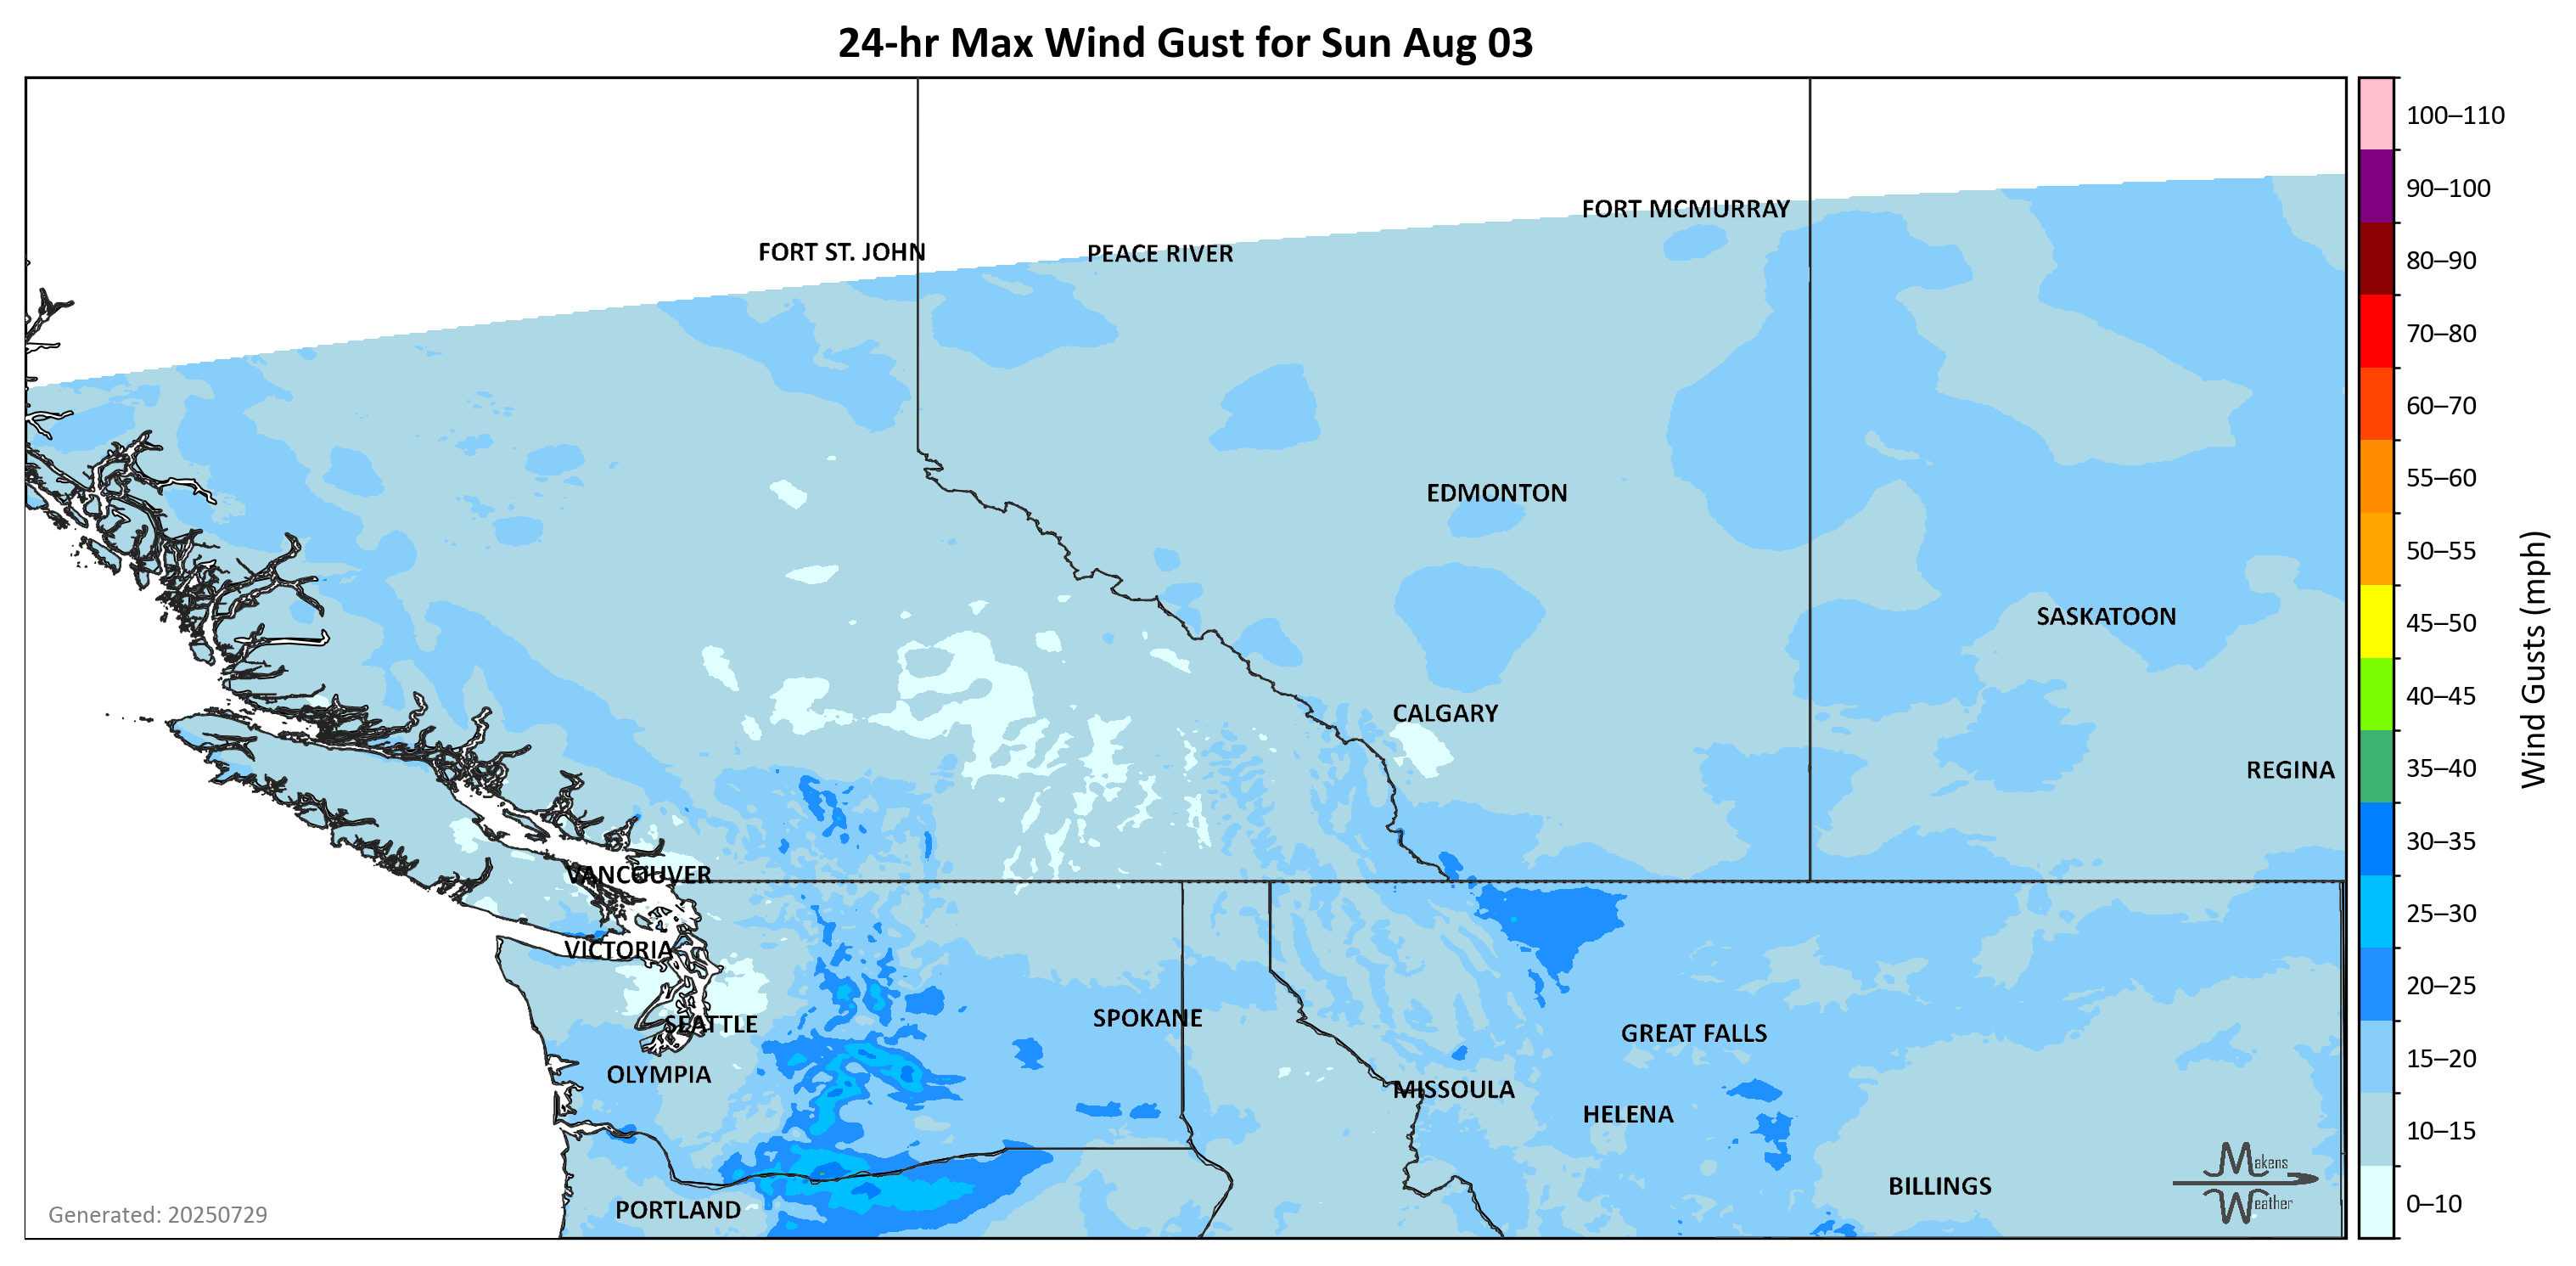 24-hr Max Wind Gust for Sun Aug 03
FORT MCMURRAY
FORT ST. JOHN
PEACE RIVER
EDMONTON
SASKATOON
CALGARY
REGINA
VANCOUVER
VICTORIA
SPOKANE
SEATTLE
GREAT FALLS
OLYMPIA
MISSOULA
HELENA
BILLINGS
PORTLAND
Makens
Weather
Generated: 20250729
100–110
90–100
80–90
70–80
60–70
55–60
50–55
45–50
40–45
35–40
30–35
25–30
20–25
15–20
10–15
0–10
Wind Gusts (mph)